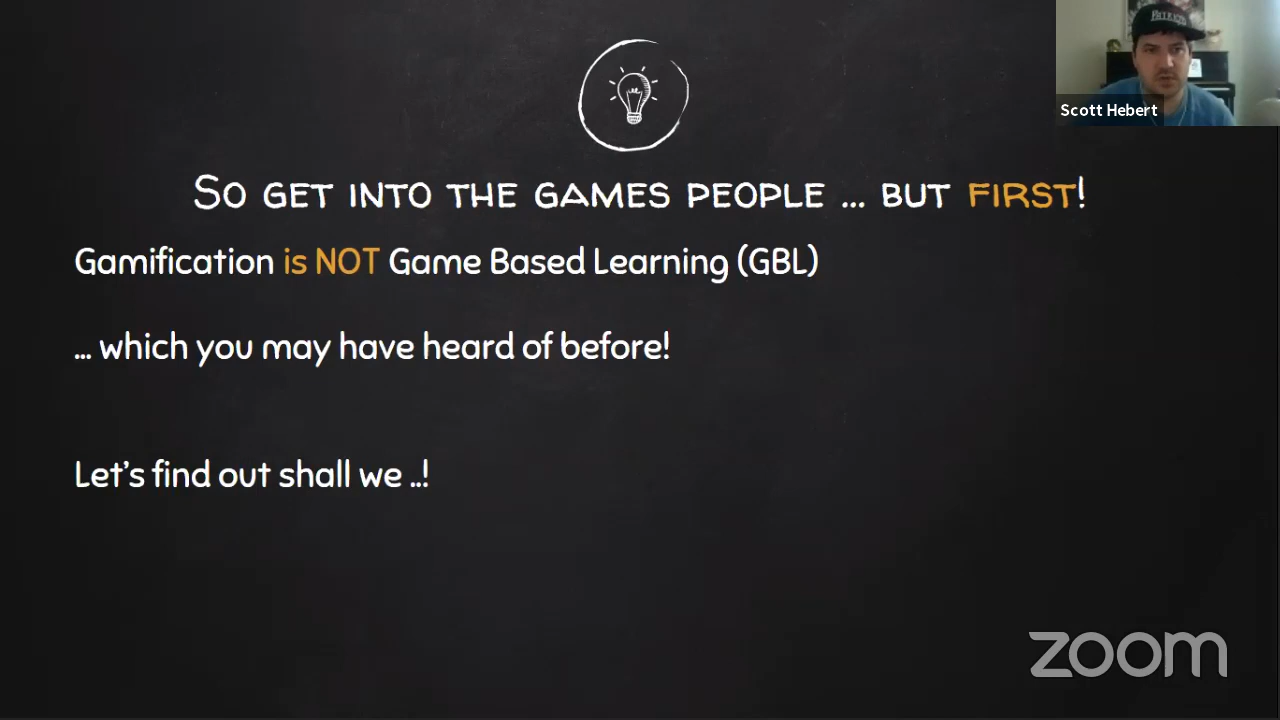 Scott Hebert
So get into the games people ... but first!
Gamification is NOT Game Based Learning (GBL)
... which you may have heard of before!
Let's find out shall we ..!
zoom